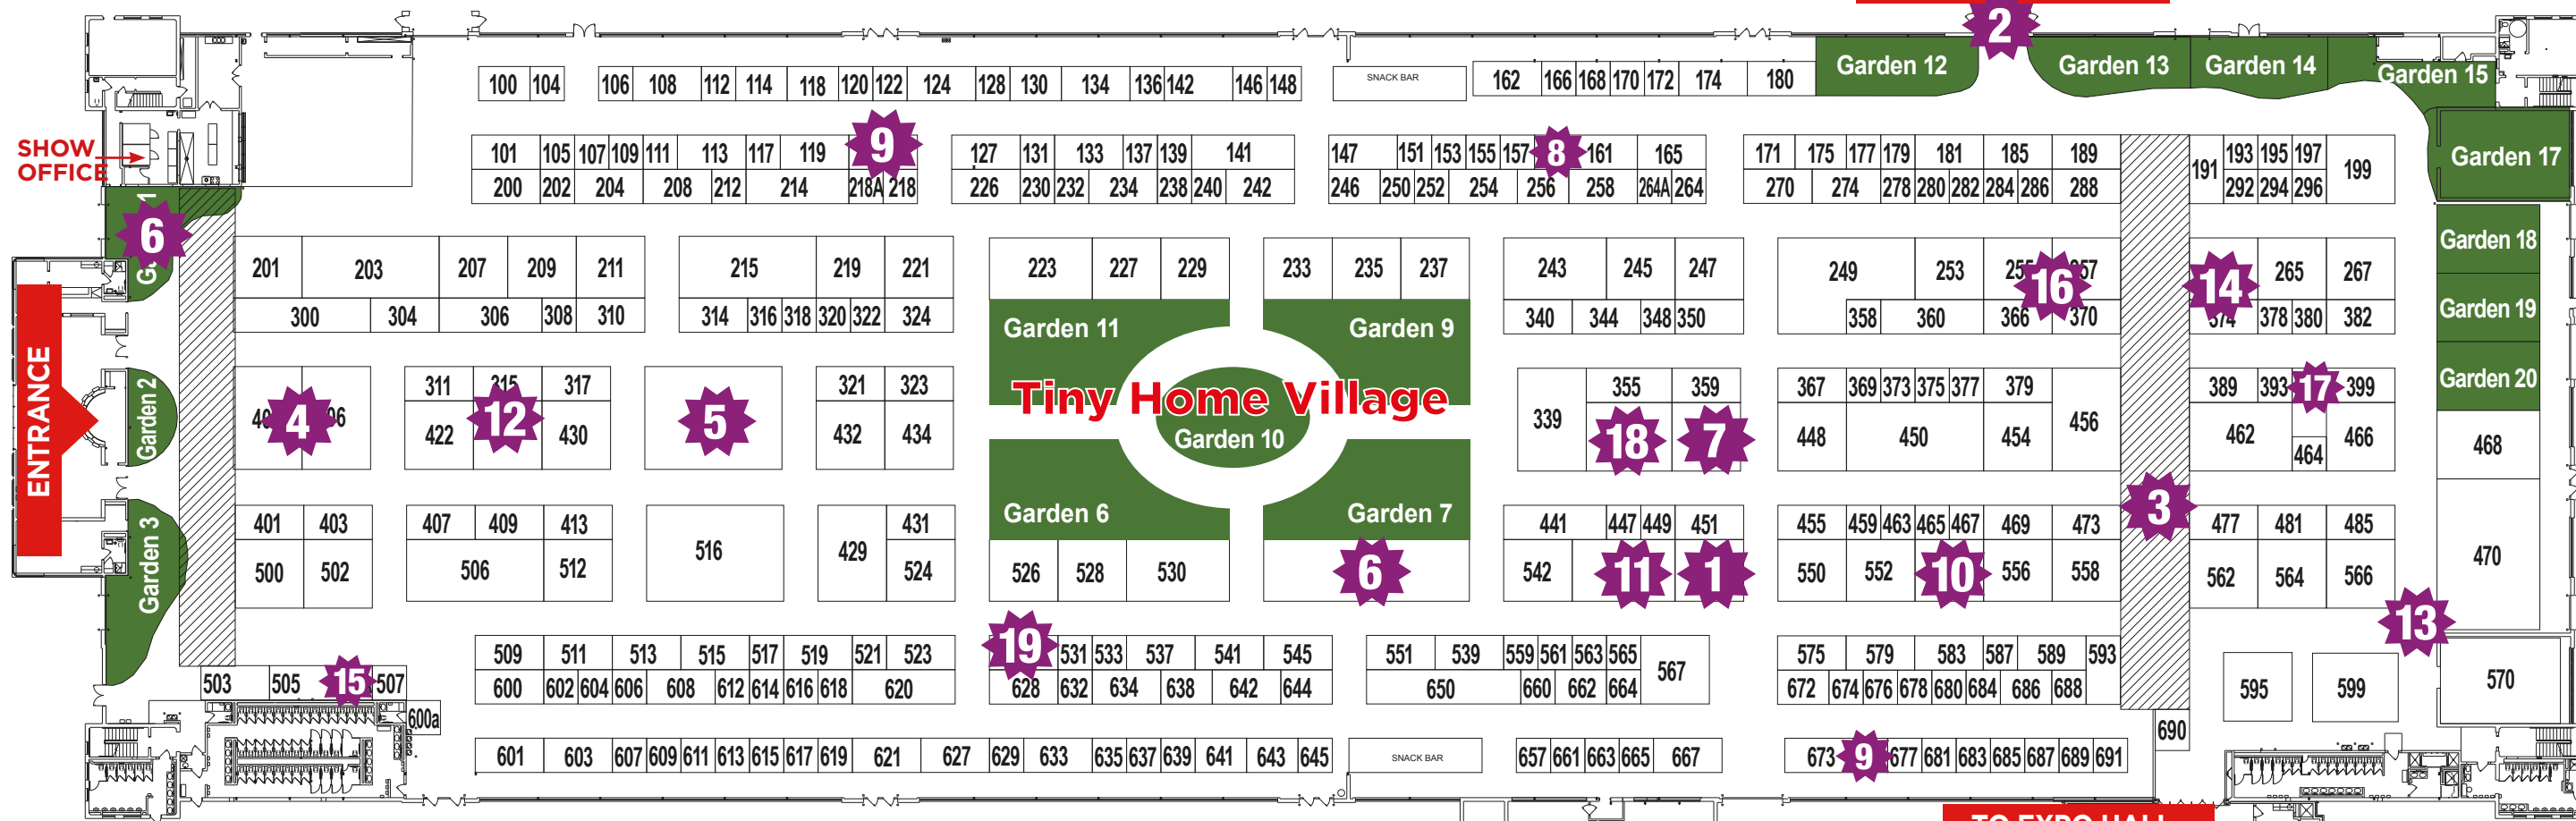 2
100 104 106 108 112 114 118 120 122 124 128 130 134 136 142 146 148 SNACK BAR 162 166 168 170 172 174 180 Garden 12 Garden 13 Garden 14 Garden 15
SHOW
OFFICE
101 105 107 109 111 113 117 119 9 127 131 133 137 139 141 147 151 153 155 157 8 161 165 171 175 177 179 181 185 189 191 193 195 197 199 Garden 17
200 202 204 208 212 214 218A 218 226 230 232 234 238 240 242 246 250 252 254 256 258 264A 264 270 274 278 280 282 284 286 288 292 294 296
6
201 203 207 209 211 215 219 221 223 227 229 233 235 237 243 245 247 249 253 16 14 265 267 Garden 18
300 304 306 308 310 314 316 318 320 322 324 Garden 11 Garden 9 340 344 348 350 358 360 366 370 374 378 380 382 Garden 19
ENTRANCE
Garden 2
4
311 315 317 12 5 321 323 Tiny Home Village 355 359 367 369 373 375 377 379 389 393 17 399 Garden 20
422 430 432 434 Garden 10 339 18 7 448 450 454 456 462 464 466 468
Garden 3
401 403 407 409 413 516 429 431 Garden 6 Garden 7 441 447 449 451 455 459 463 465 467 469 473 3 477 481 485 470
500 502 506 512 524 526 528 530 6 542 11 1 550 552 10 556 558 562 564 566
13
509 511 513 515 517 519 521 523 19 531 533 537 541 545 551 539 559 561 563 565 567 575 579 583 587 589 593 595 599 570
503 505 15 507 600 602 604 606 608 612 614 616 618 620 628 632 634 638 642 644 650 660 662 664 672 674 676 678 680 684 686 688
600a 690
601 603 607 609 611 613 615 617 619 621 627 629 633 635 637 639 641 643 645 SNACK BAR 657 661 663 665 667 673 9 677 681 683 685 687 689 691
TO EXPO HALL